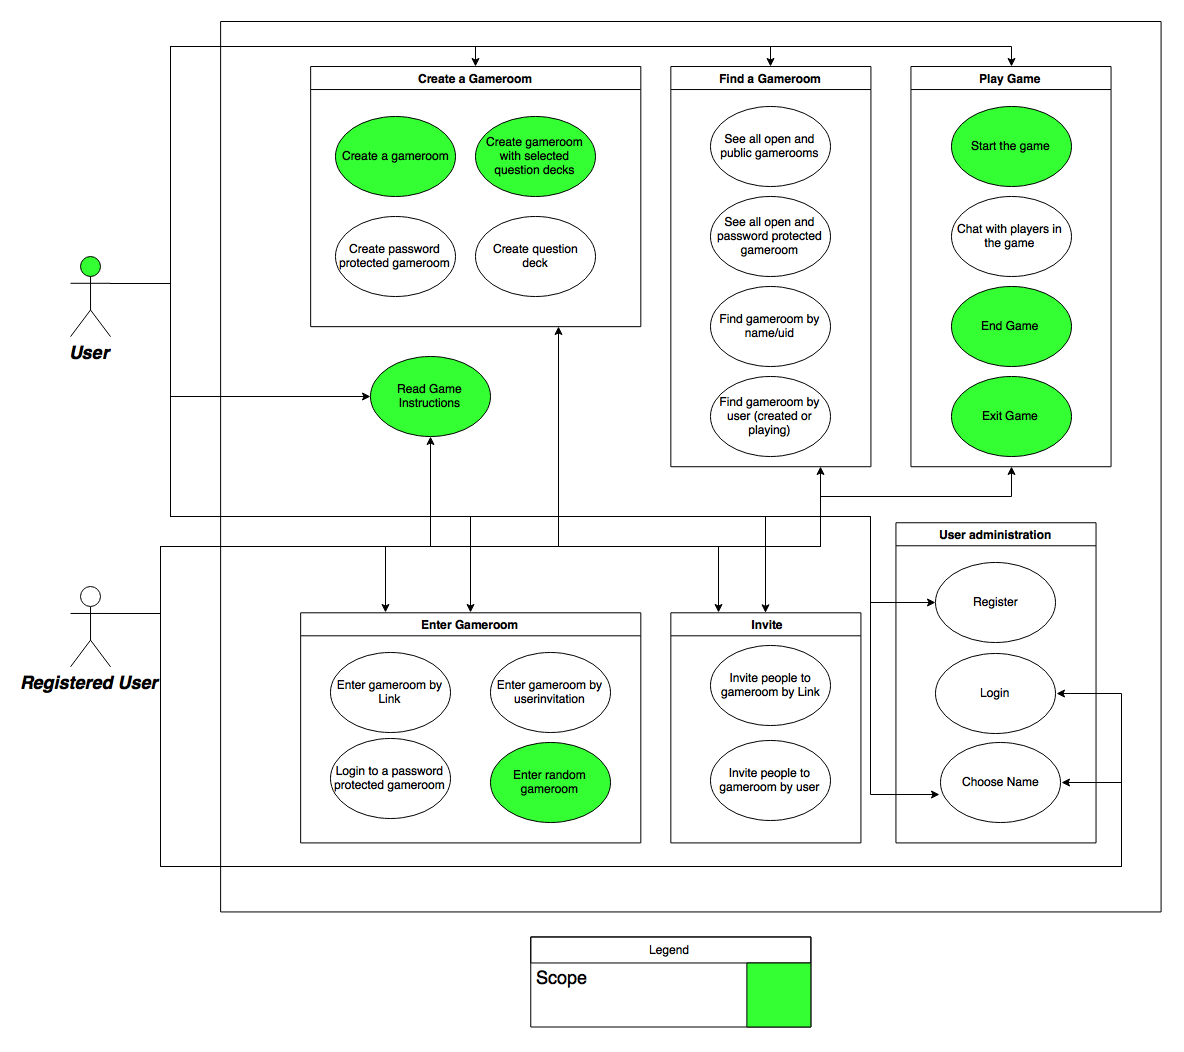 Create a Gameroom
Create a gameroom
Create gameroom
with selected
question decks
Create password
protected gameroom
Create question
deck
Find a Gameroom
See all open and
public gamerooms
See all open and
password protected
gameroom
Find gameroom by
name/uid
Find gameroom by
user (created or
playing)
Play Game
Start the game
Chat with players in
the game
End Game
Exit Game
User
Read Game
Instructions
Registered User
Enter Gameroom
Enter gameroom by
Link
Enter gameroom by
userinvitation
Login to a password
protected gameroom
Enter random
gameroom
Invite
Invite people to
gameroom by Link
Invite people to
gameroom by user
User administration
Register
Login
Choose Name
Legend
Scope